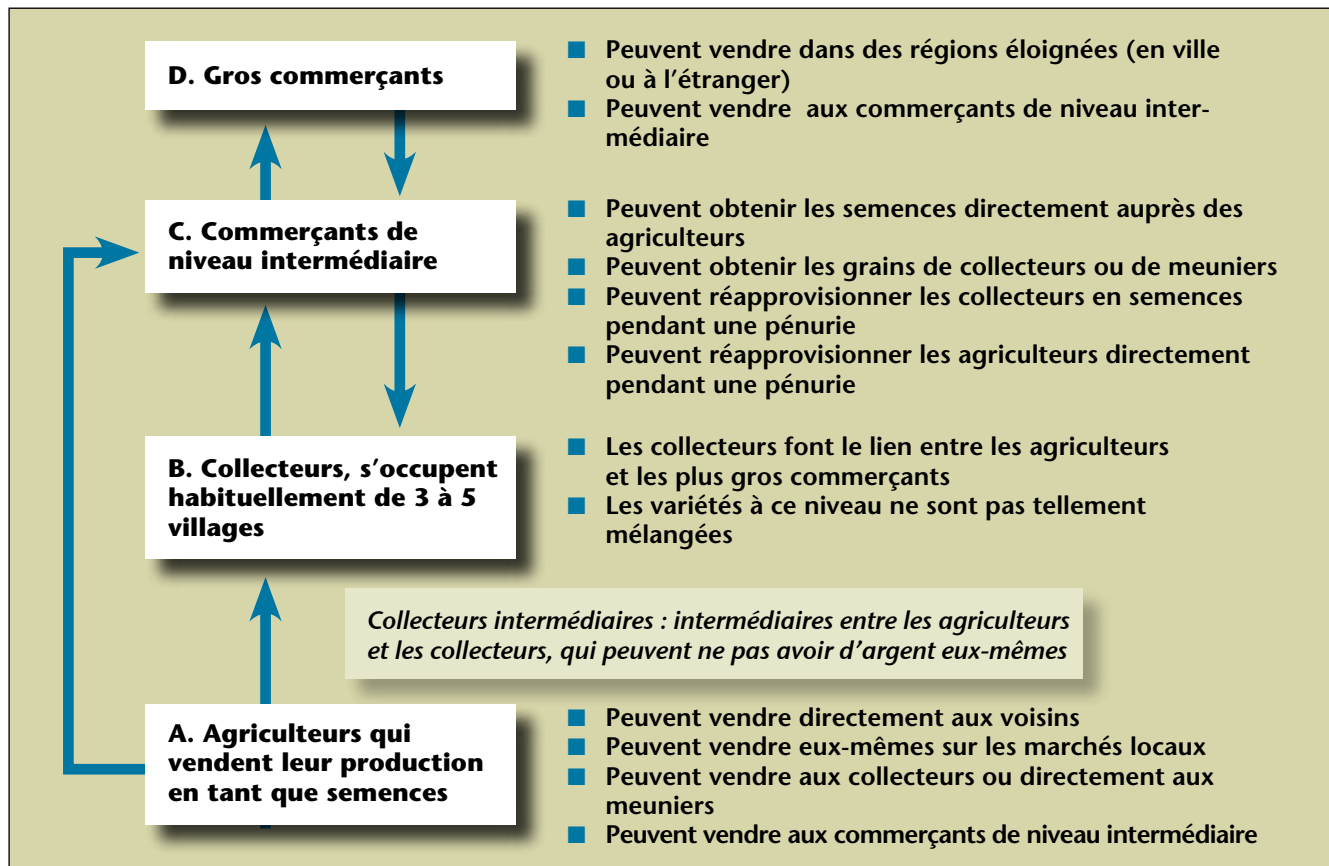 D. Gros commerçants
■ Peuvent vendre dans des régions éloignées (en ville
ou à l'étranger)
■ Peuvent vendre aux commerçants de niveau inter-
médiaire
C. Commerçants de
niveau intermédiaire
■ Peuvent obtenir les semences directement auprès des
agriculteurs
■ Peuvent obtenir les grains de collecteurs ou de meuniers
■ Peuvent réapprovisionner les collecteurs en semences
pendant une pénurie
■ Peuvent réapprovisionner les agriculteurs directement
pendant une pénurie
B. Collecteurs, s'occupent
habituellement de 3 à 5
villages
■ Les collecteurs font le lien entre les agriculteurs
et les plus gros commerçants
■ Les variétés à ce niveau ne sont pas tellement
mélangées
Collecteurs intermédiaires : intermédiaires entre les agriculteurs
et les collecteurs, qui peuvent ne pas avoir d'argent eux-mêmes
A. Agriculteurs qui
vendent leur production
en tant que semences
■ Peuvent vendre directement aux voisins
■ Peuvent vendre eux-mêmes sur les marchés locaux
■ Peuvent vendre aux collecteurs ou directement aux
meuniers
■ Peuvent vendre aux commerçants de niveau intermédiaire